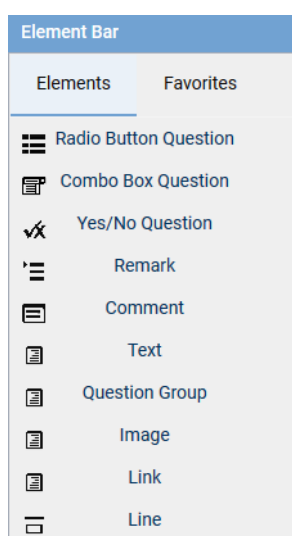 Element Bar
Elements Favorites
Radio Button Question
Combo Box Question
Yes/No Question
Remark
Comment
Text
Question Group
Image
Link
Line